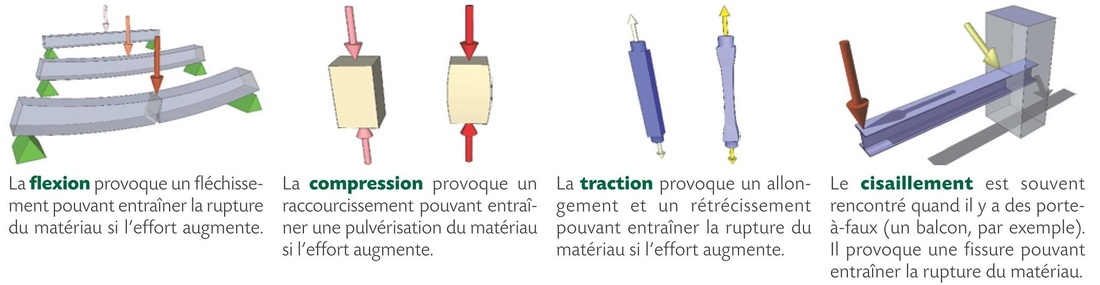 La flexion provoque un fléchisse-
ment pouvant entraîner la rupture
du matériau si l'effort augmente.
La compression provoque un
raccourcissement pouvant entraî-
ner une pulvérisation du matériau
si l'effort augmente.
La traction provoque un allon-
gement et un rétrécissement
pouvant entraîner la rupture du
matériau si l'effort augmente.
Le cisaillement est souvent
rencontré quand il y a des porte-
à-faux (un balcon, par exemple).
Il provoque une fissure pouvant
entraîner la rupture du matériau.